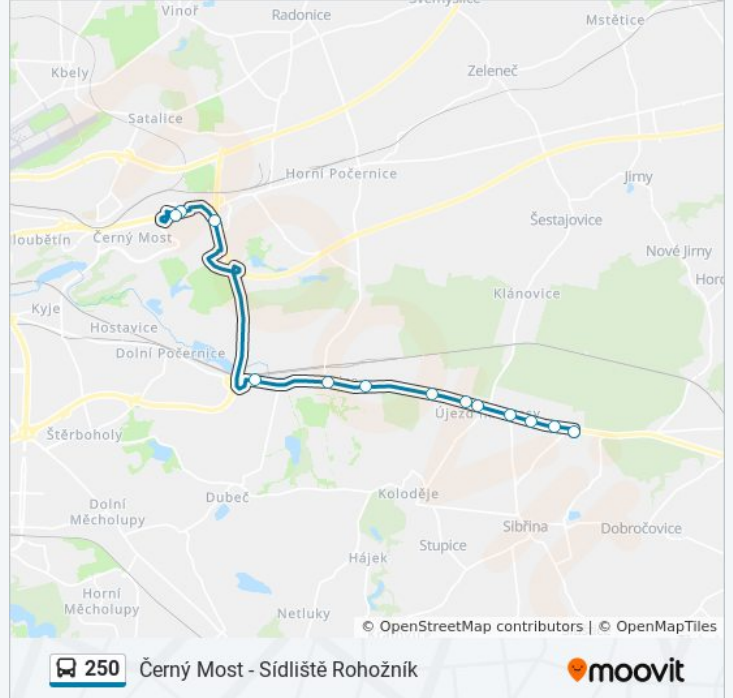 Vinoř
Radonice
Mstětice
Kbely
Zeleneč
Satalice
Horní Počernice
Jirny
Šestajovice
Černý Most
Nové Jirny
Klánovice
Kyje
Hostavice
Dolní Počernice
Štěrboholy
Dubeč
Koloděje
Dolní
Měcholupy
Sibřina
Dobročovice
Stupice
Hájek
Horní
Měcholupy
Netluky
© OpenStreetMap contributors | © OpenMapTiles
250 Černý Most - Sídliště Rohožník
moovit